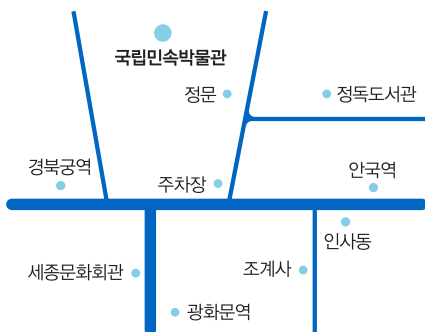 국립민속박물관
정문
정독도서관
경북궁역
주차장
안국역
인사동
세종문화회관
조계사
광화문역